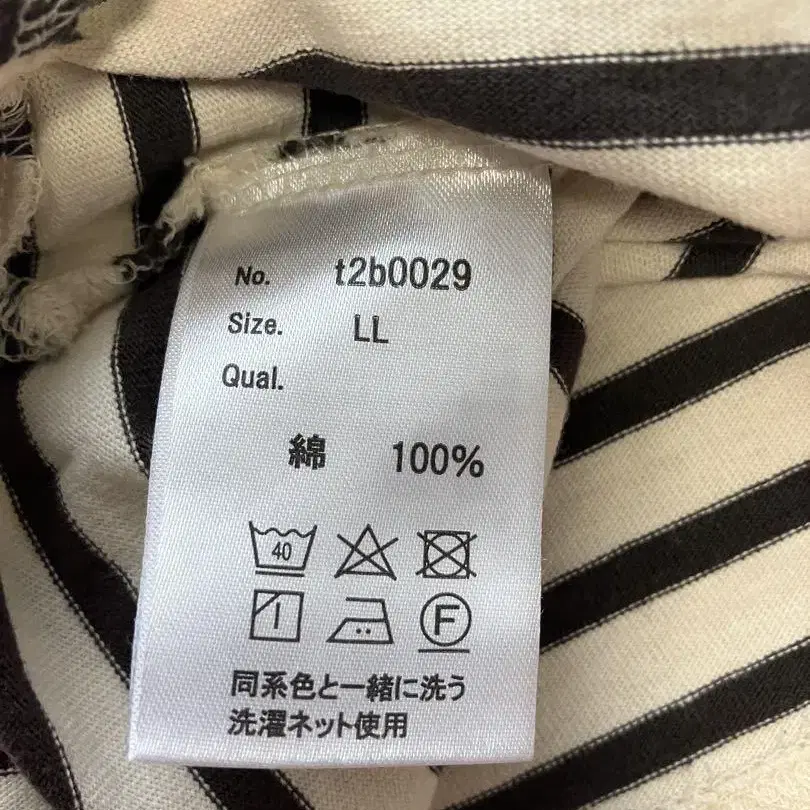 No. t2b0029
Size. LL
Qual.
綿 100%
40
F
同系色と一緒に洗う
洗濯ネット使用